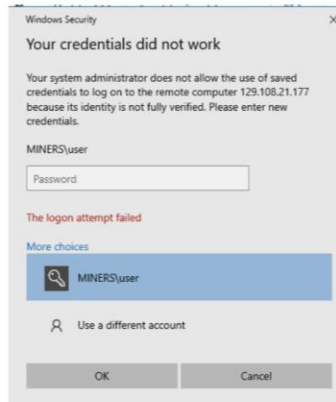 Windows Security
Your credentials did not work
Your system administrator does not allow the use of saved
credentials to log on to the remote computer 129.108.21.177
because its identity is not fully verified. Please enter new
credentials.
MINERS\user
Password
The logon attempt failed
More choices
MINERS\user
Use a different account
OK Cancel